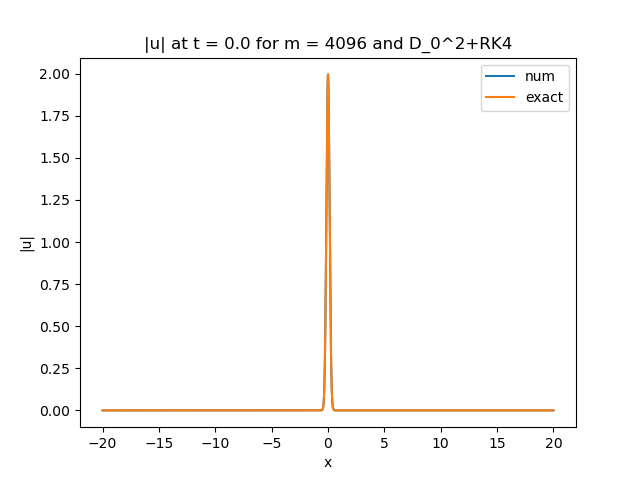 |u| at t = 0.0 for m = 4096 and D_0^2+RK4
num
exact
2.00
1.75
1.50
1.25
1.00
0.75
0.50
0.25
0.00
|u|
−20 −15 −10 −5 0 5 10 15 20
x